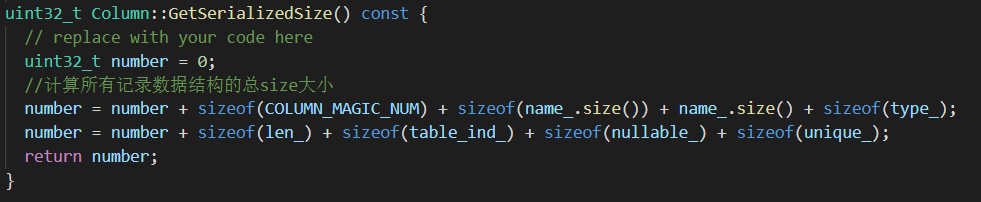 uint32_t Column::GetSerializedSize() const {
  // replace with your code here
  uint32_t number = 0;
  //计算所有记录数据结构的总size大小
  number = number + sizeof(COLUMN_MAGIC_NUM) + sizeof(name_.size()) + name_.size() + sizeof(type_);
  number = number + sizeof(len_) + sizeof(table_ind_) + sizeof(nullable_) + sizeof(unique_);
  return number;
}